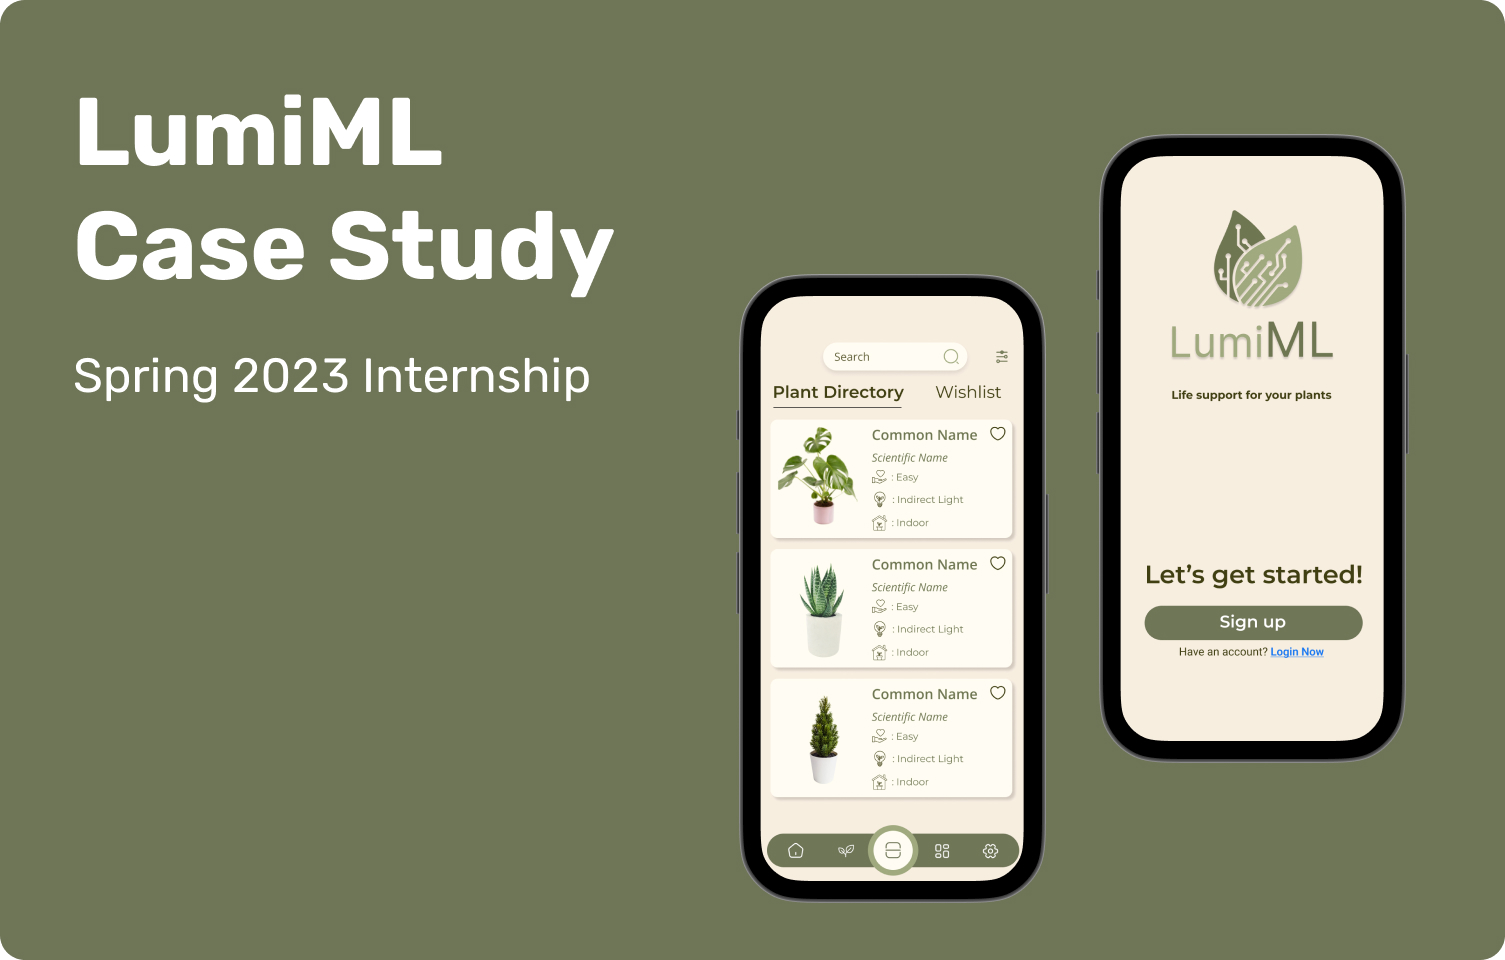 LumiML
Case Study
Spring 2023 Internship
Search
Plant Directory
Wishlist
Common Name
Scientific Name
: Easy
: Indirect Light
: Indoor
Common Name
Scientific Name
: Easy
: Indirect Light
: Indoor
Common Name
Scientific Name
: Easy
: Indirect Light
: Indoor
LumiML
Life support for your plants
Let’s get started!
Sign up
Have an account? Login Now